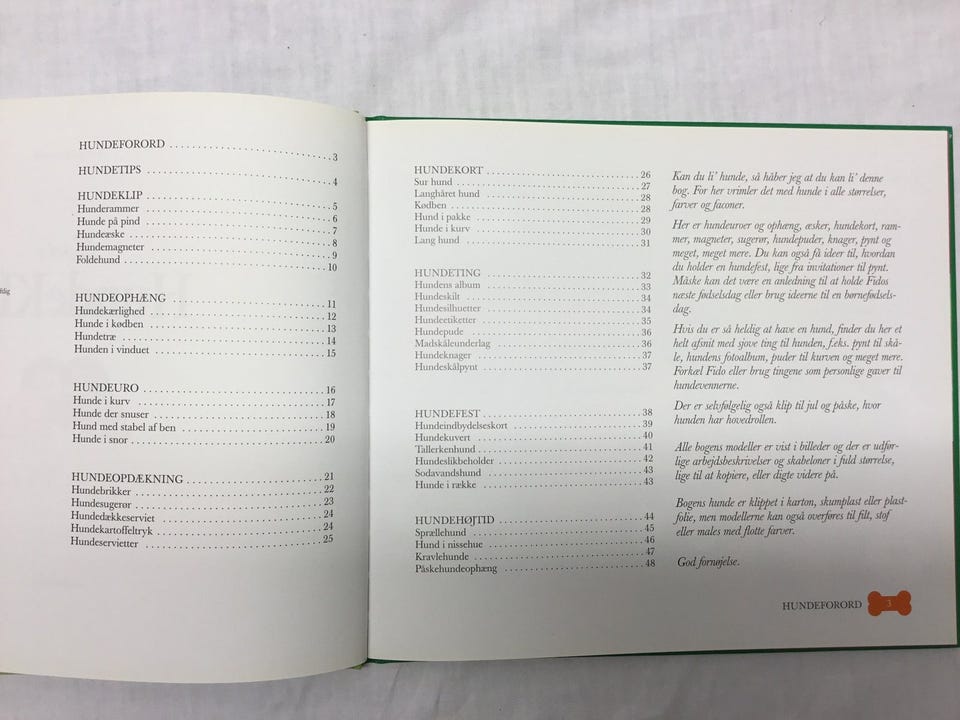 HUNDEFORORD 3
HUNDETIPS 4
HUNDEKLIP 5
Hunderammer 6
Hunde på pind 7
Hundeæske 8
Hundemagneter 9
Foldehund 10
HUNDEOPHÆNG 11
Hundekærlighed 12
Hunde i kødben 13
Hundetræ 14
Hunden i vinduet 15
HUNDEURO 16
Hunde i kurv 17
Hunde der snuser 18
Hund med stabel af ben 19
Hunde i snor 20
HUNDEOPDÆKNING 21
Hundebrikker 22
Hundesugerør 23
Hundedækkeserviet 24
Hundekartoffeltryk 24
Hundeservietter 25
HUNDEKORT 26
Sur hund 27
Langhåret hund 28
Kødben 28
Hund i pakke 29
Hunde i kurv 30
Lang hund 31
HUNDETING 32
Hundens album 33
Hundeskilt 34
Hundesilhuetter 34
Hundeetiketter 35
Hundepude 36
Madskåleunderlag 36
Hundeknager 37
Hundeskålpynt 37
HUNDEFEST 38
Hundeindbydelseskort 39
Hundekuvert 40
Tallerkenhund 41
Hundeslikbeholder 42
Sodavandshund 43
Hunde i række 43
HUNDEHØJTID 44
Sprællehund 45
Hund i nissehue 46
Kravlehunde 47
Påskehundeophæng 48
Kan du li' hunde, så håber jeg at du kan li' denne
bog. For her vrimler det med hunde i alle størrelser,
farver og faconer.
Her er hundeuroer og ophæng, æsker, hundekort, ram-
mer, magneter, sugerør, hundepuder, knager, pynt og
meget, meget mere. Du kan også få ideer til, hvordan
du holder en hundefest, lige fra invitationer til pynt.
Måske kan det være en anledning til at holde Fidos
næste fødselsdag eller brug ideerne til en børnefødsels-
dag.
Hvis du er så heldig at have en hund, finder du her et
helt afsnit med sjove ting til hunden, f.eks. pynt til skå-
le, hundens fotoalbum, puder til kurven og meget mere.
Forkæl Fido eller brug tingene som personlige gaver til
hundevennerne.
Der er selvfølgelig også klip til jul og påske, hvor
hunden har hovedrollen.
Alle bogens modeller er vist i billeder og der er udfør-
lige arbejdsbeskrivelser og skabeloner i fuld størrelse,
lige til at kopiere, eller digte videre på.
Bogens hunde er klippet i karton, skumplast eller plast-
folie, men modellerne kan også overføres til filt, stof
eller males med flotte farver.
God fornøjelse.
HUNDEFORORD 3